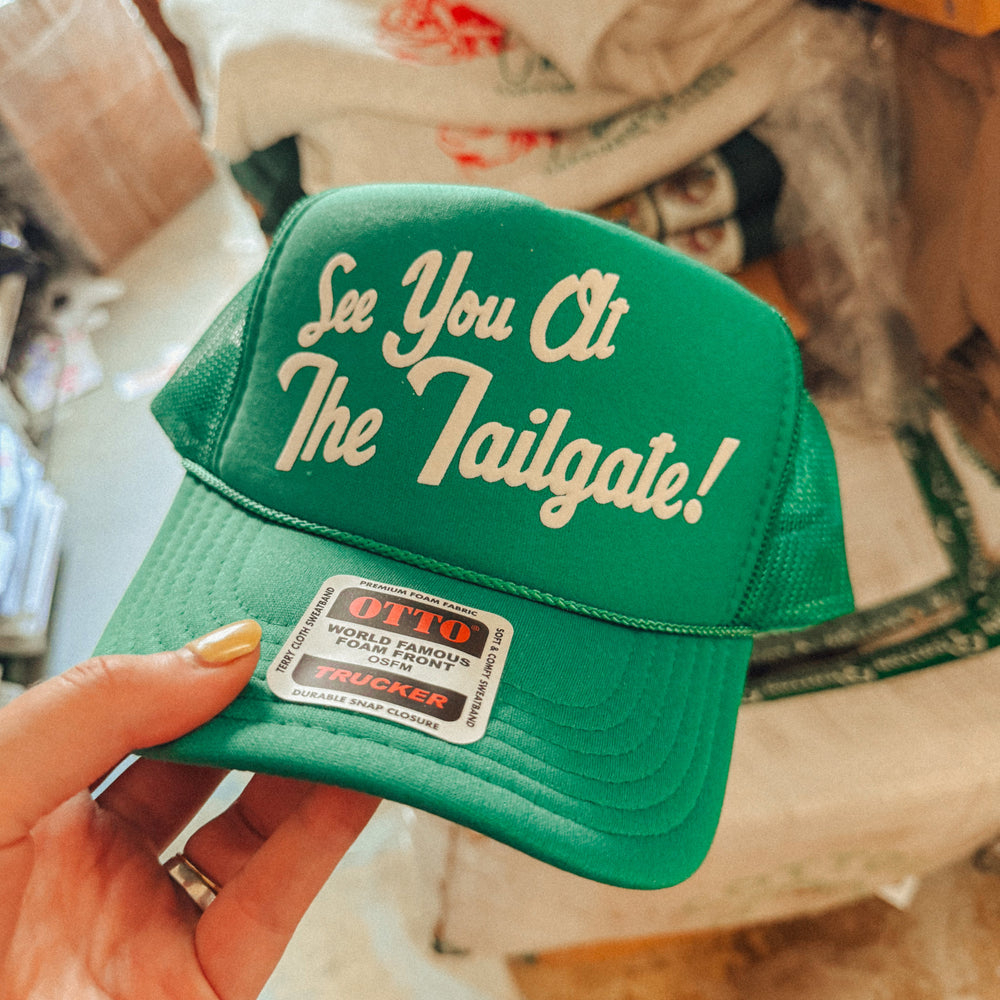 See You At
The Tailgate!
PREMIUM FOAM FABRIC
TERRY CLOTH SWEATBAND
OTTO®
WORLD FAMOUS
FOAM FRONT
OSFM
TRUCKER
SOFT & COMFY SWEATBAND
DURABLE SNAP CLOSURE